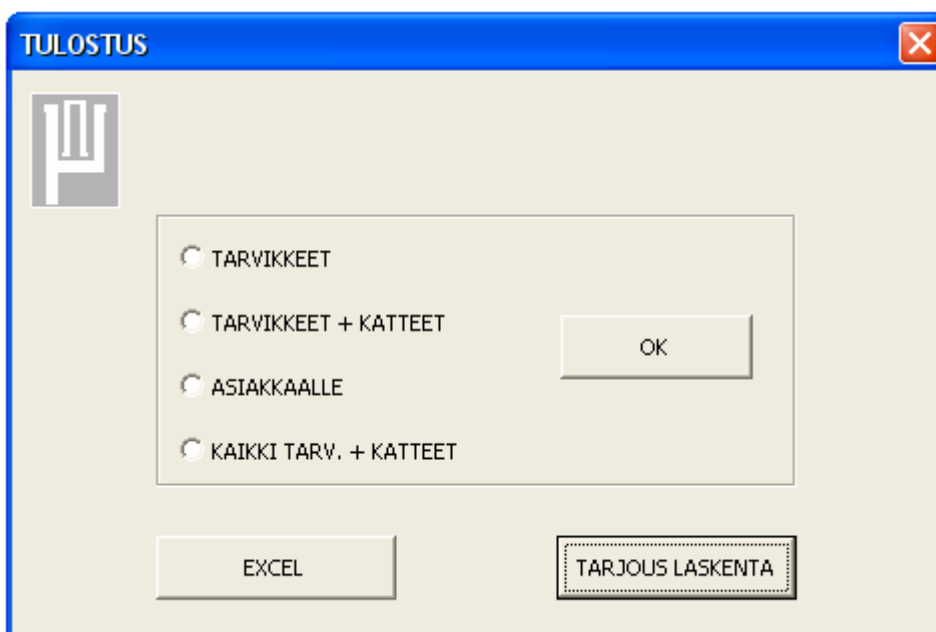 TULOSTUS
TARVIKKEET
TARVIKKEET + KATTEET
OK
ASIAKKAALLE
KAIKKI TARV. + KATTEET
EXCEL
TARJOUS LASKENTA